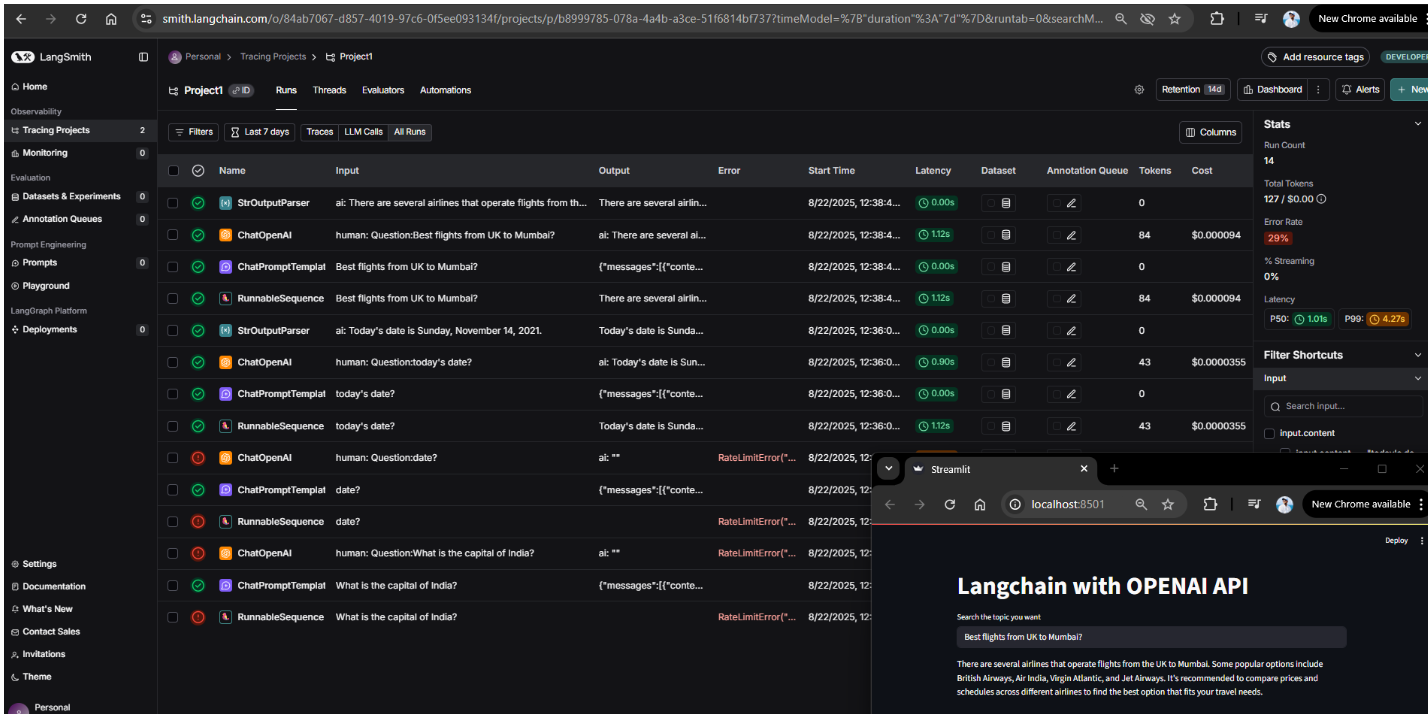 smith.langchain.com/o/84ab7067-d857-4019-97c6-0f5ee093134f/projects/p/b8999785-078a-4a4b-a3ce-51f6814bf737?timeModel=%7B"duration"%3A"7d"%7D&runtab=0&searchM... New Chrome available
LangSmith
Personal > Tracing Projects > Project1
Add resource tags
DEVELOPER
Home
Project1 ID Runs Threads Evaluators Automations
Retention 14d Dashboard Alerts + New
Observability
Tracing Projects 2
Monitoring 0
Evaluation
Datasets & Experiments 0
Annotation Queues 0
Prompt Engineering
Prompts 0
Playground
LangGraph Platform
Deployments 0
Settings
Documentation
What's New
Contact Sales
Invitations
Theme
Personal
Filters Last 7 days Traces LLM Calls All Runs Columns
Name Input Output Error Start Time Latency Dataset Annotation Queue Tokens Cost
StrOutputParser ai: There are several airlines that operate flights from th... There are several airlin... 8/22/2025, 12:38:4... 0.00s 0
ChatOpenAI human: Question:Best flights from UK to Mumbai? ai: There are several ai... 8/22/2025, 12:38:4... 1.12s 84 $0.000094
ChatPromptTemplat Best flights from UK to Mumbai? {"messages":[{"conte... 8/22/2025, 12:38:4... 0.00s 0
RunnableSequence Best flights from UK to Mumbai? There are several airlin... 8/22/2025, 12:38:4... 1.12s 84 $0.000094
StrOutputParser ai: Today's date is Sunday, November 14, 2021. Today's date is Sunda... 8/22/2025, 12:36:0... 0.00s 0
ChatOpenAI human: Question:today's date? ai: Today's date is Sun... 8/22/2025, 12:36:0... 0.90s 43 $0.0000355
ChatPromptTemplat today's date? {"messages":[{"conte... 8/22/2025, 12:36:0... 0.00s 0
RunnableSequence today's date? Today's date is Sunda... 8/22/2025, 12:36:0... 1.12s 43 $0.0000355
ChatOpenAI human: Question:date? ai: "" RateLimitError("... 8/22/2025, 12:
ChatPromptTemplat date? {"messages":[{"conte... 8/22/2025, 12:
RunnableSequence date? RateLimitError("... 8/22/2025, 12:
ChatOpenAI human: Question:What is the capital of India? ai: "" RateLimitError("... 8/22/2025, 12:
ChatPromptTemplat What is the capital of India? {"messages":[{"conte... 8/22/2025, 12:
RunnableSequence What is the capital of India? RateLimitError("... 8/22/2025, 12:
Stats
Run Count
14
Total Tokens
127 / $0.00
Error Rate
29%
% Streaming
0%
Latency
P50: 1.01s P99: 4.27s
Filter Shortcuts
Input
Search input...
input.content
Streamlit
localhost:8501 New Chrome available
Deploy
Langchain with OPENAI API
Search the topic you want
Best flights from UK to Mumbai?
There are several airlines that operate flights from the UK to Mumbai. Some popular options include
British Airways, Air India, Virgin Atlantic, and Jet Airways. It's recommended to compare prices and
schedules across different airlines to find the best option that fits your travel needs.